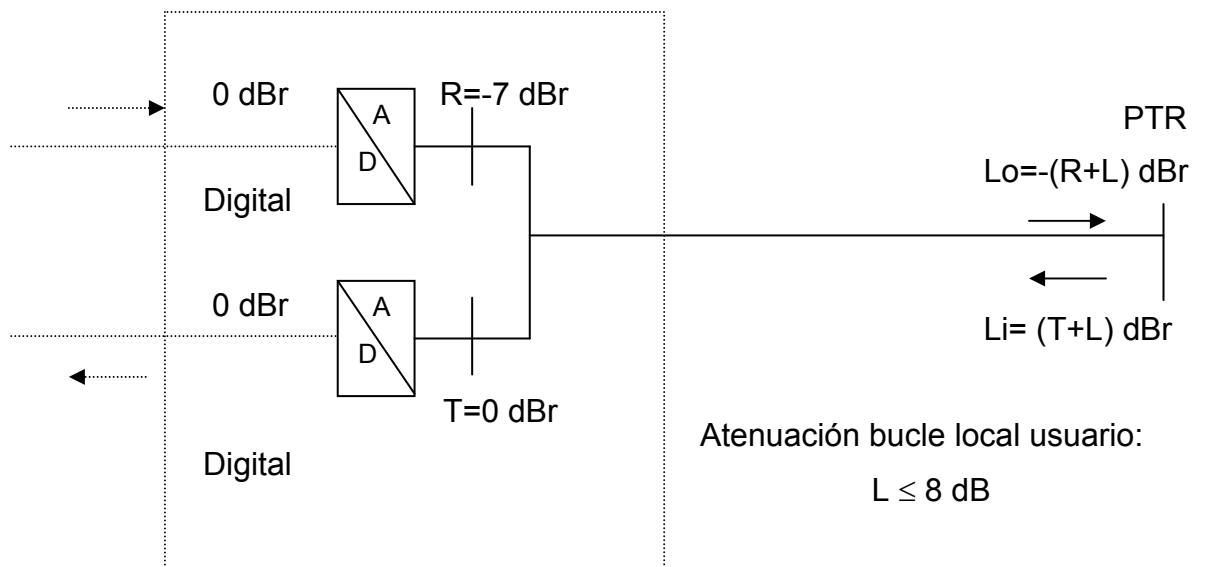 0 dBr
A
D
R=-7 dBr
Digital
PTR
Lo=-(R+L) dBr
0 dBr
A
D
Li= (T+L) dBr
T=0 dBr
Digital
Atenuación bucle local usuario:
L ≤ 8 dB